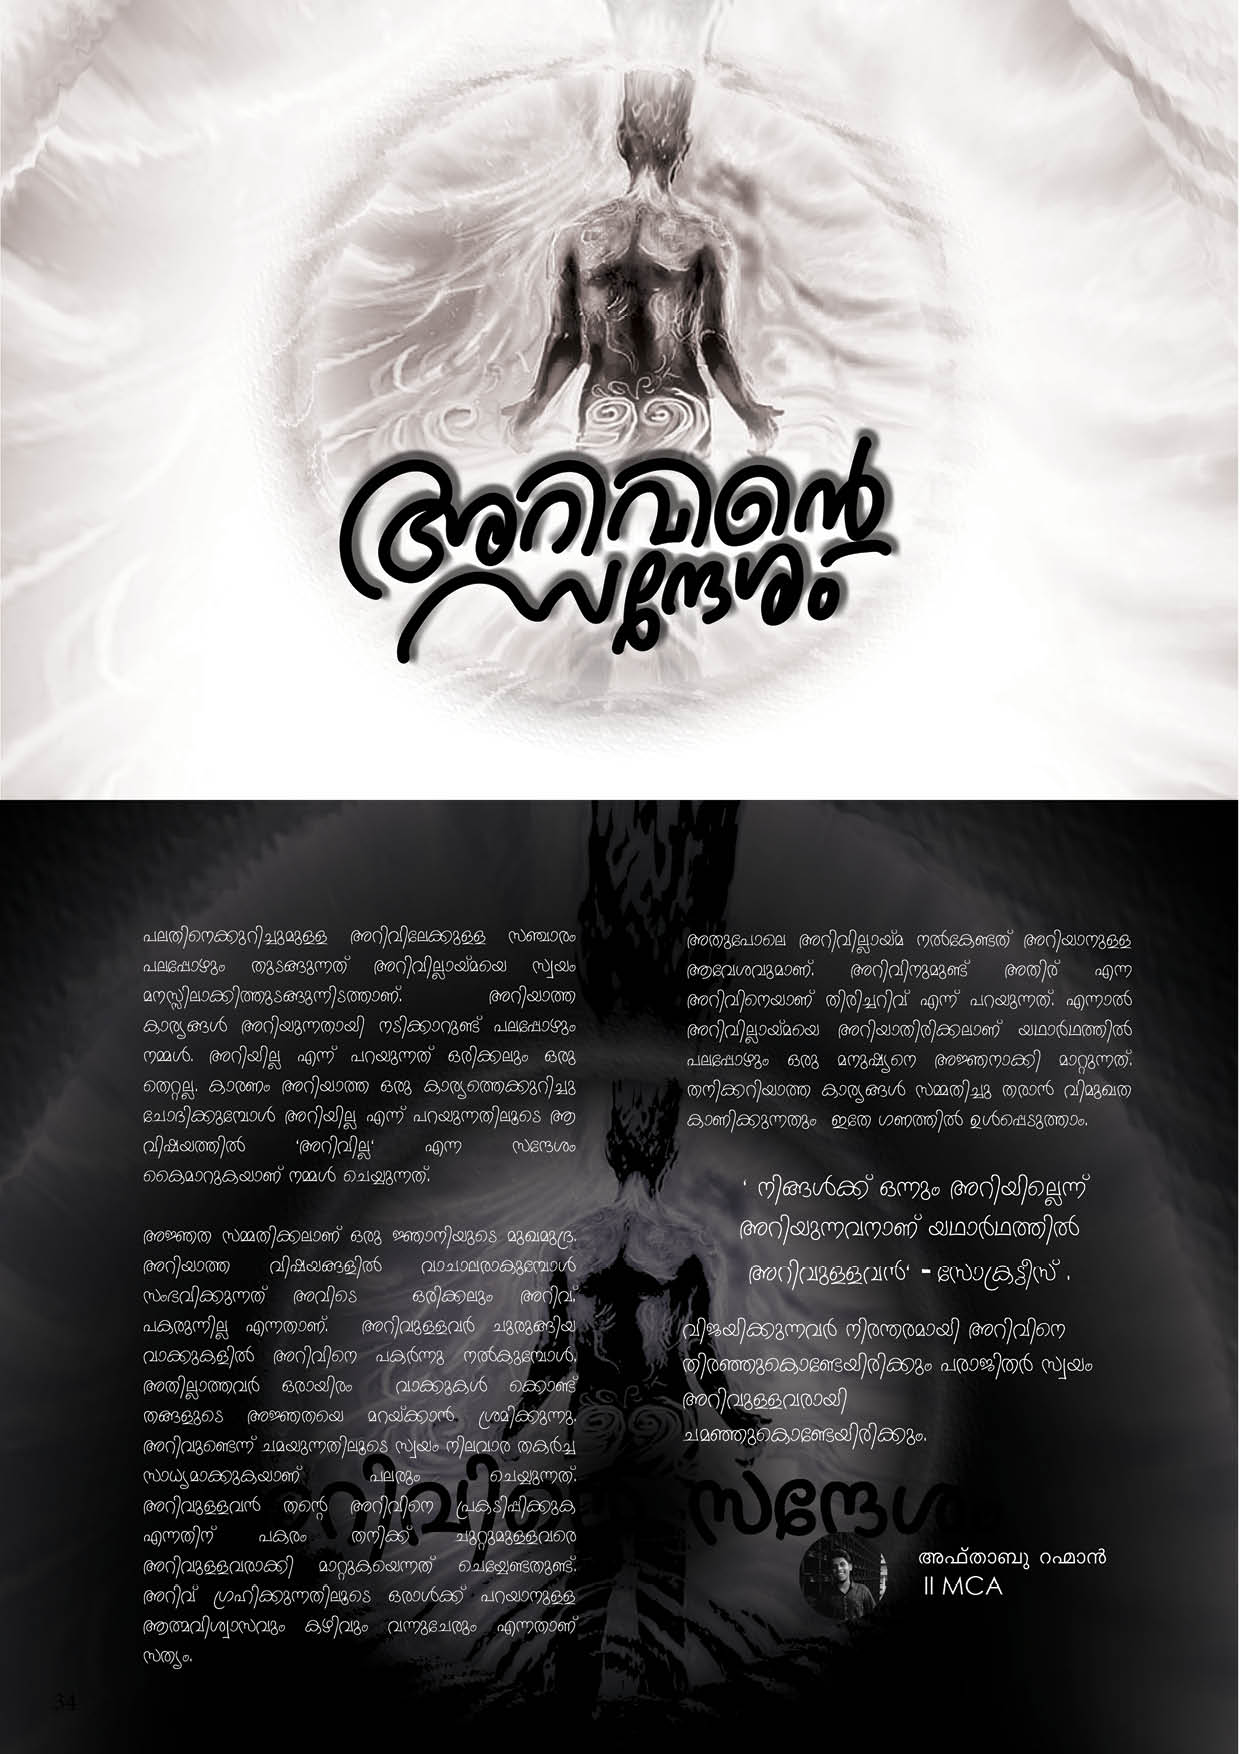 അറിവിന്റെ
സന്ദേശം
പലതിനെക്കുറിച്ചുമുള്ള അറിവിലേക്കുള്ള സഞ്ചാരം
പലപ്പോഴും തുടങ്ങുന്നത് അറിവില്ലായ്മയെ സ്വയം
മനസ്സിലാക്കിത്തുടങ്ങുന്നിടത്താണ്. അറിയാത്ത
കാര്യങ്ങൾ അറിയുന്നതായി നടിക്കാറുണ്ട് പലപ്പോഴും
നമ്മൾ. അറിയില്ല എന്ന് പറയുന്നത് ഒരിക്കലും ഒരു
തെറ്റല്ല. കാരണം അറിയാത്ത ഒരു കാര്യത്തെക്കുറിച്ചു
ചോദിക്കുമ്പോൾ അറിയില്ല എന്ന് പറയുന്നതിലൂടെ ആ
വിഷയത്തിൽ 'അറിവില്ല' എന്ന സന്ദേശം
കൈമാറുകയാണ് നമ്മൾ ചെയ്യുന്നത്.
അജ്ഞത സമ്മതിക്കലാണ് ഒരു ജ്ഞാനിയുടെ മുഖമുദ്ര.
അറിയാത്ത വിഷയങ്ങളിൽ വാചാലരാകുമ്പോൾ
സംഭവിക്കുന്നത് അവിടെ ഒരിക്കലും അറിവ്.
പകരുന്നില്ല എന്നതാണ്. അറിവുള്ളവർ ചുരുങ്ങിയ
വാക്കുകളിൽ അറിവിനെ പകർന്നു നൽകുമ്പോൾ,
അതില്ലാത്തവർ ഒരായിരം വാക്കുകൾ ക്കൊണ്ട്
തങ്ങളുടെ അജ്ഞതയെ മറയ്ക്കാൻ ശ്രമിക്കുന്നു.
അറിവുണ്ടെന്ന് ചമയുന്നതിലൂടെ സ്വയം നിലവാര തകർച്ച
സാധ്യമാക്കുകയാണ് പലരും ചെയ്യുന്നത്.
അറിവുള്ളവൻ തന്റെ അറിവിനെ പ്രകടിപ്പിക്കുക
എന്നതിന് പകരം തനിക്ക് ചുറ്റുമുള്ളവരെ
അറിവുള്ളവരാക്കി മാറ്റുകയെന്നത് ചെയ്യേണ്ടതുണ്ട്.
അറിവ് ഗ്രഹിക്കുന്നതിലൂടെ ഒരാൾക്ക് പറയാനുള്ള
ആത്മവിശ്വാസവും കഴിവും വന്നുചേരും എന്നതാണ്
സത്യം.
അതുപോലെ അറിവില്ലായ്മ നൽകേണ്ടത് അറിയാനുള്ള
ആവേശവുമാണ്. അറിവിനുമുണ്ട് അതിര് എന്ന
അറിവിനെയാണ് തിരിച്ചറിവ് എന്ന് പറയുന്നത്. എന്നാൽ
അറിവില്ലായ്മയെ അറിയാതിരിക്കലാണ് യഥാർഥത്തിൽ
പലപ്പോഴും ഒരു മനുഷ്യനെ അജ്ഞനാക്കി മാറ്റുന്നത്.
തനിക്കറിയാത്ത കാര്യങ്ങൾ സമ്മതിച്ചു തരാൻ വിമുഖത
കാണിക്കുന്നതും ഇതേ ഗണത്തിൽ ഉൾപ്പെടുത്താം.
' നിങ്ങൾക്ക് ഒന്നും അറിയില്ലെന്ന്
അറിയുന്നവനാണ് യഥാർഥത്തിൽ
അറിവുള്ളവൻ' - സോക്രട്ടീസ് .
വിജയിക്കുന്നവർ നിരന്തരമായി അറിവിനെ
തിരഞ്ഞുകൊണ്ടേയിരിക്കും പരാജിതർ സ്വയം
അറിവുള്ളവരായി
ചമഞ്ഞുകൊണ്ടേയിരിക്കും.
സന്ദേശം
അഫ്താബു റഹ്മാൻ
II MCA
34